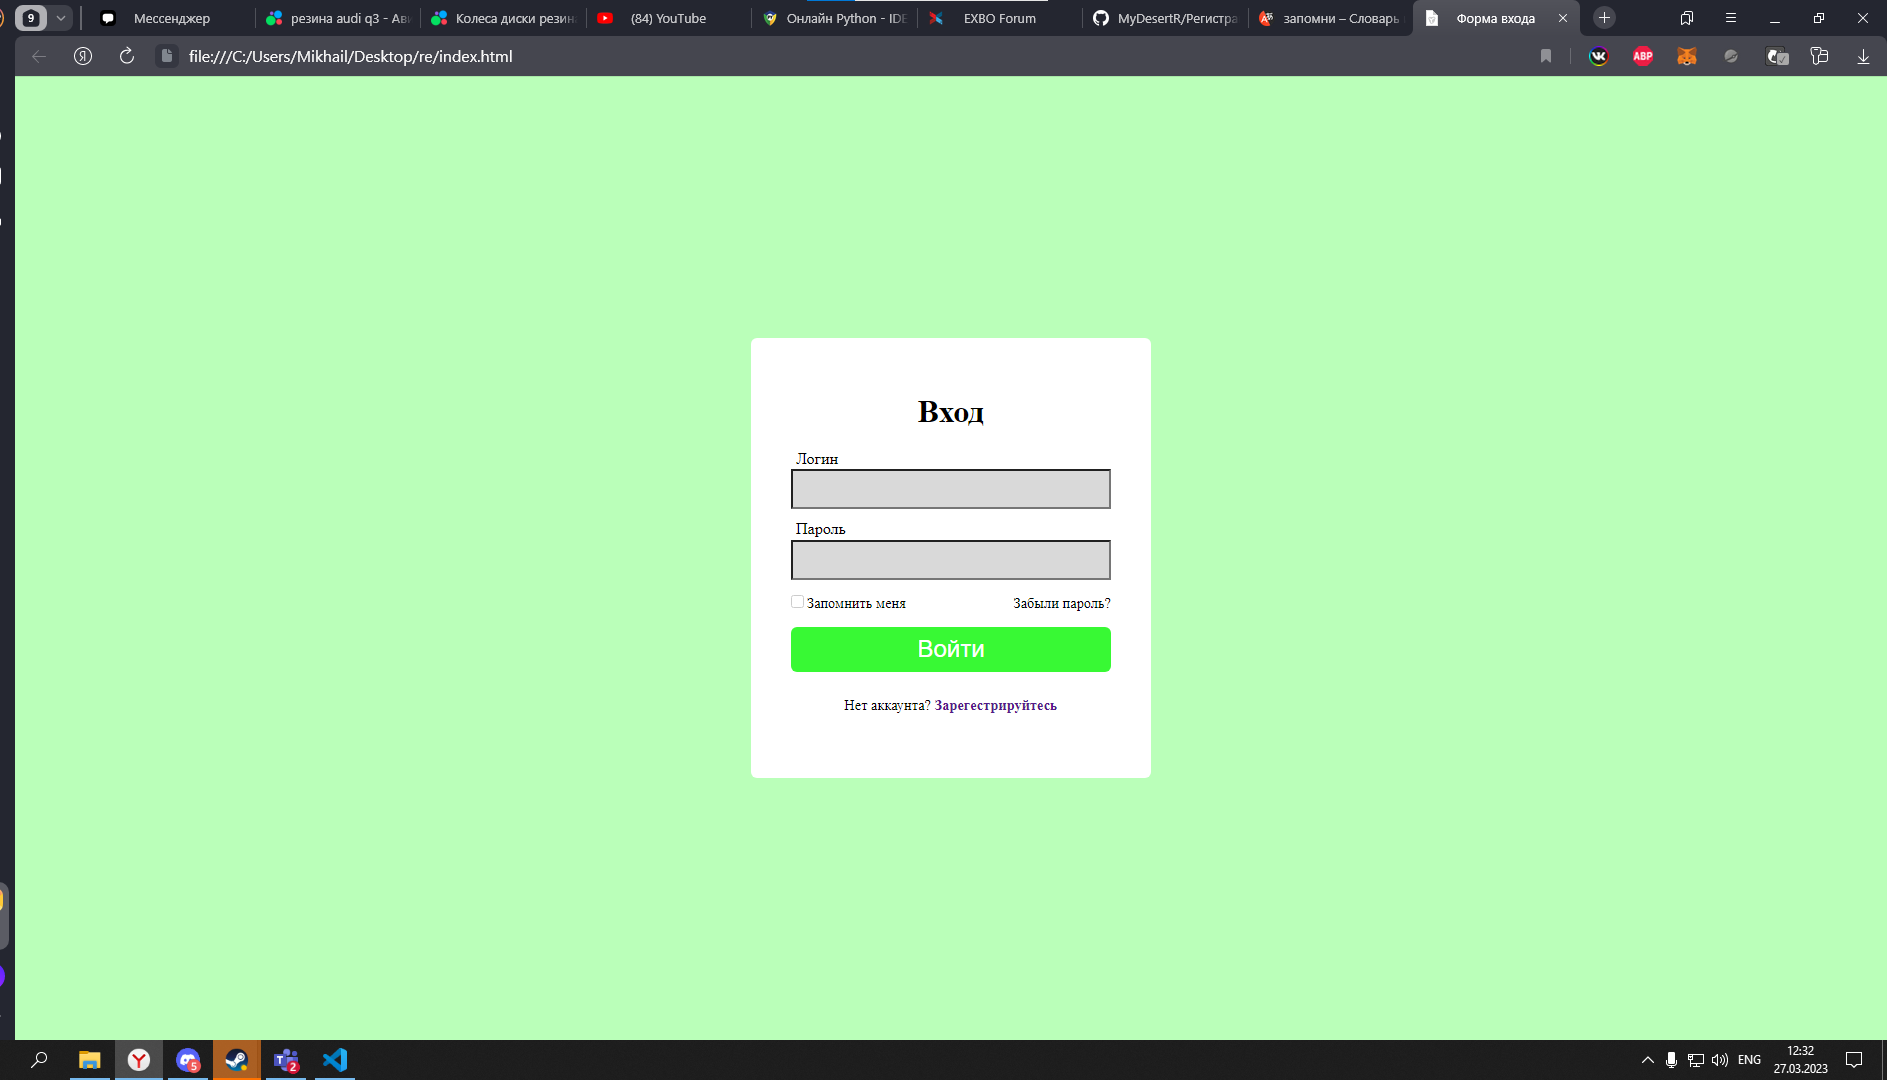 9
Мессенджер
резина audi q3 - Ави
Колеса диски резина
(84) YouTube
Онлайн Python - IDE
EXBO Forum
MyDesertR/Регистра
запомни – Словарь
Форма входа
file:///C:/Users/Mikhail/Desktop/re/index.html
ABP
Вход
Логин
Пароль
Запомнить меня
Забыли пароль?
Войти
Нет аккаунта? Зарегестрируйтесь
5
2
ENG
12:32
27.03.2023